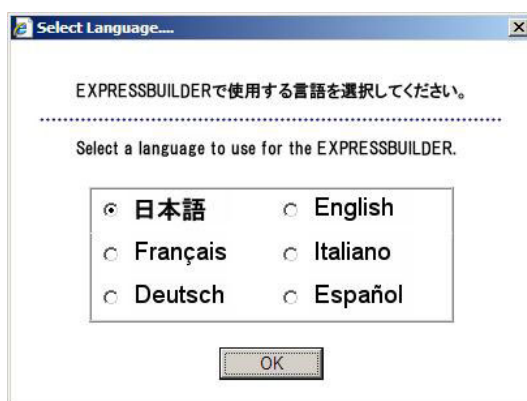 Select Language....
EXPRESSBUILDERで使用する言語を選択してください。
Select a language to use for the EXPRESSBUILDER.
日本語 English
Français Italiano
Deutsch Español
OK